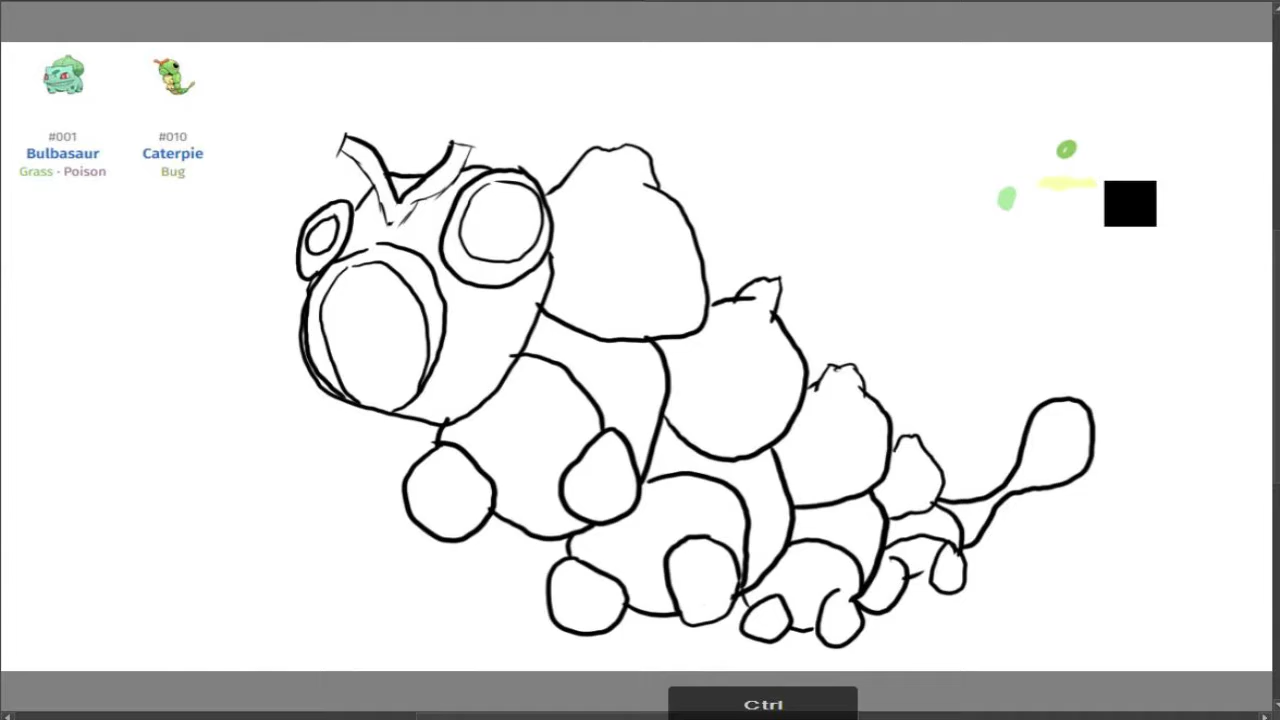 #001
Bulbasaur
Grass · Poison
#010
Caterpie
Bug
Ctrl